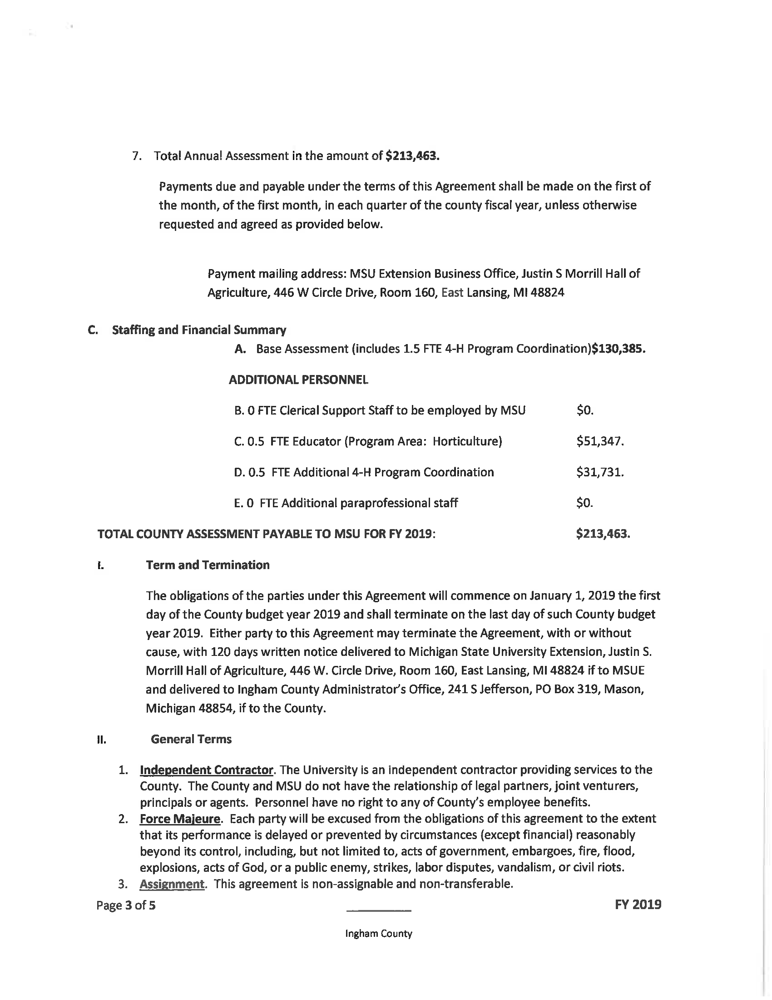 7. Total Annual Assessment in the amount of $213,463.
Payments due and payable under the terms of this Agreement shall be made on the first of
the month, of the first month, in each quarter of the county fiscal year, unless otherwise
requested and agreed as provided below.
Payment mailing address: MSU Extension Business Office, Justin S Morrill Hall of
Agriculture, 446 W Circle Drive, Room 160, East Lansing, MI 48824
C. Staffing and Financial Summary
A. Base Assessment (includes 1.5 FTE 4-H Program Coordination)$130,385.
ADDITIONAL PERSONNEL
B. 0 FTE Clerical Support Staff to be employed by MSU $0.
C. 0.5 FTE Educator (Program Area: Horticulture) $51,347.
D. 0.5 FTE Additional 4-H Program Coordination $31,731.
E. 0 FTE Additional paraprofessional staff $0.
TOTAL COUNTY ASSESSMENT PAYABLE TO MSU FOR FY 2019: $213,463.
I. Term and Termination
The obligations of the parties under this Agreement will commence on January 1, 2019 the first
day of the County budget year 2019 and shall terminate on the last day of such County budget
year 2019. Either party to this Agreement may terminate the Agreement, with or without
cause, with 120 days written notice delivered to Michigan State University Extension, Justin S.
Morrill Hall of Agriculture, 446 W. Circle Drive, Room 160, East Lansing, MI 48824 if to MSUE
and delivered to Ingham County Administrator's Office, 241 S Jefferson, PO Box 319, Mason,
Michigan 48854, if to the County.
II. General Terms
1. Independent Contractor. The University is an independent contractor providing services to the
County. The County and MSU do not have the relationship of legal partners, joint venturers,
principals or agents. Personnel have no right to any of County's employee benefits.
2. Force Majeure. Each party will be excused from the obligations of this agreement to the extent
that its performance is delayed or prevented by circumstances (except financial) reasonably
beyond its control, including, but not limited to, acts of government, embargoes, fire, flood,
explosions, acts of God, or a public enemy, strikes, labor disputes, vandalism, or civil riots.
3. Assignment. This agreement is non-assignable and non-transferable.
Page 3 of 5 FY 2019
Ingham County